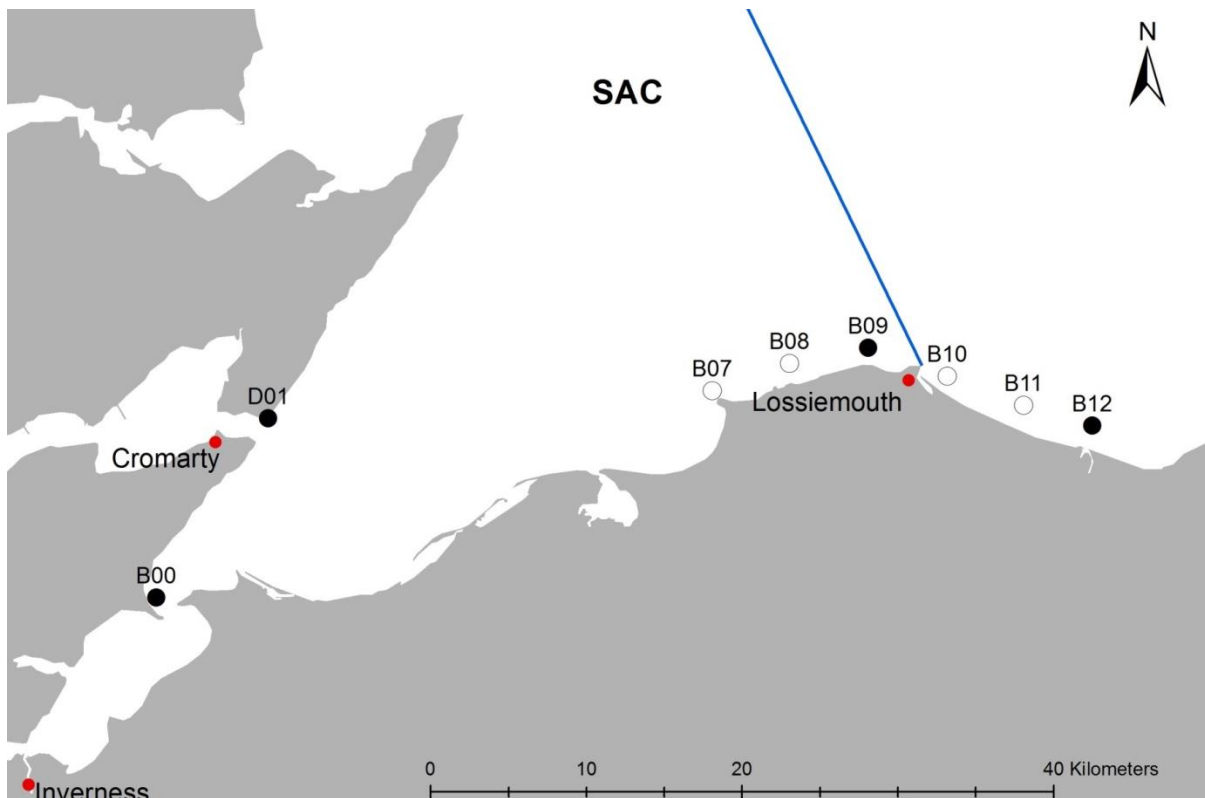 N
SAC
B09
B08
B10
B07
B11
B12
D01
Lossiemouth
Cromarty
B00
0 10 20 40 Kilometers
Inverness